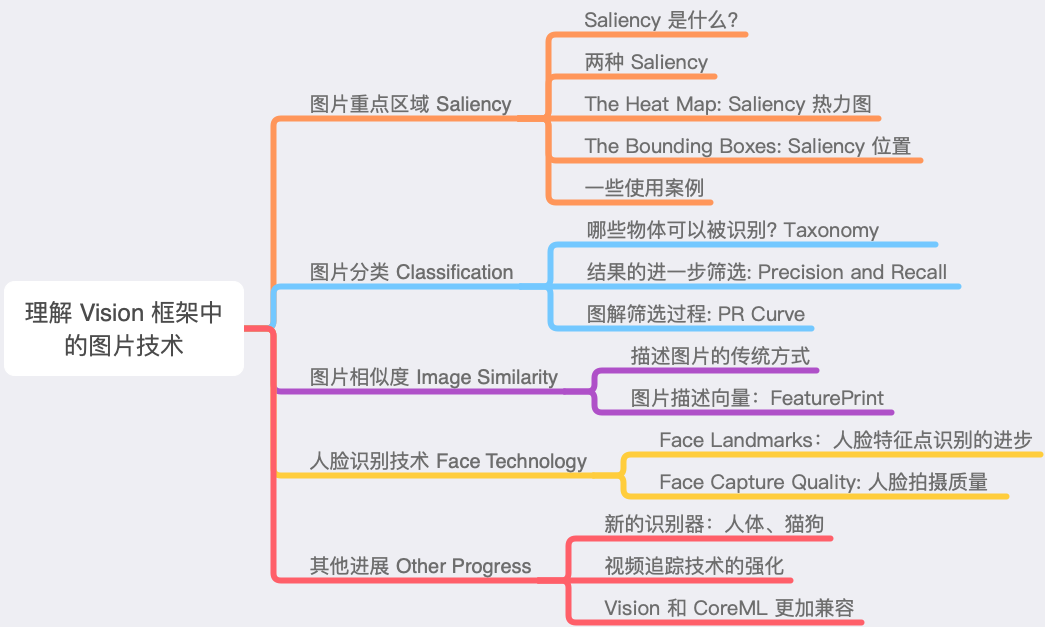 理解 Vision 框架中
的图片技术
图片重点区域 Saliency
Saliency 是什么?
两种 Saliency
The Heat Map: Saliency 热力图
The Bounding Boxes: Saliency 位置
一些使用案例
图片分类 Classification
哪些物体可以被识别? Taxonomy
结果的进一步筛选: Precision and Recall
图解筛选过程: PR Curve
图片相似度 Image Similarity
描述图片的传统方式
图片描述向量：FeaturePrint
人脸识别技术 Face Technology
Face Landmarks：人脸特征点识别的进步
Face Capture Quality: 人脸拍摄质量
其他进展 Other Progress
新的识别器：人体、猫狗
视频追踪技术的强化
Vision 和 CoreML 更加兼容